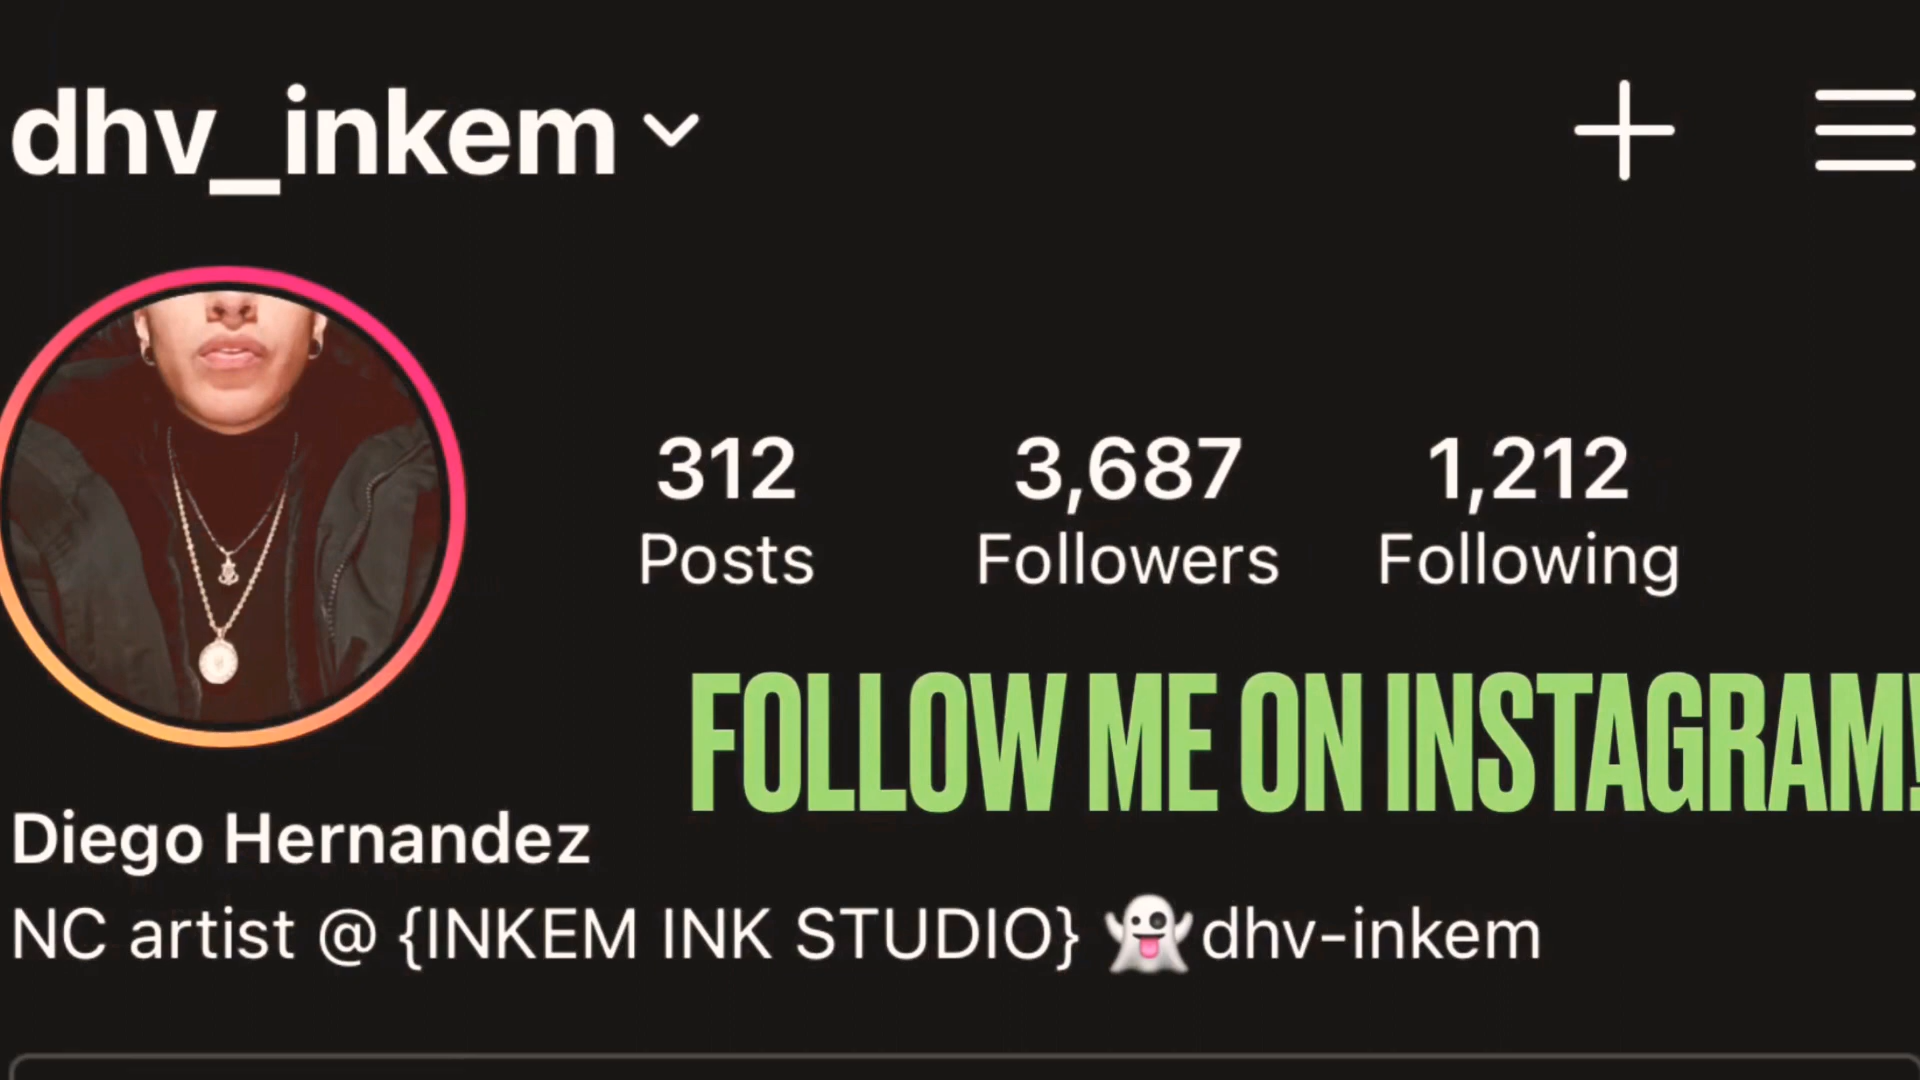 dhv_inkem
312 3,687 1,212
Posts Followers Following
FOLLOW ME ON INSTAGRAM!
Diego Hernandez
NC artist @ {INKEM INK STUDIO} 👻dhv-inkem